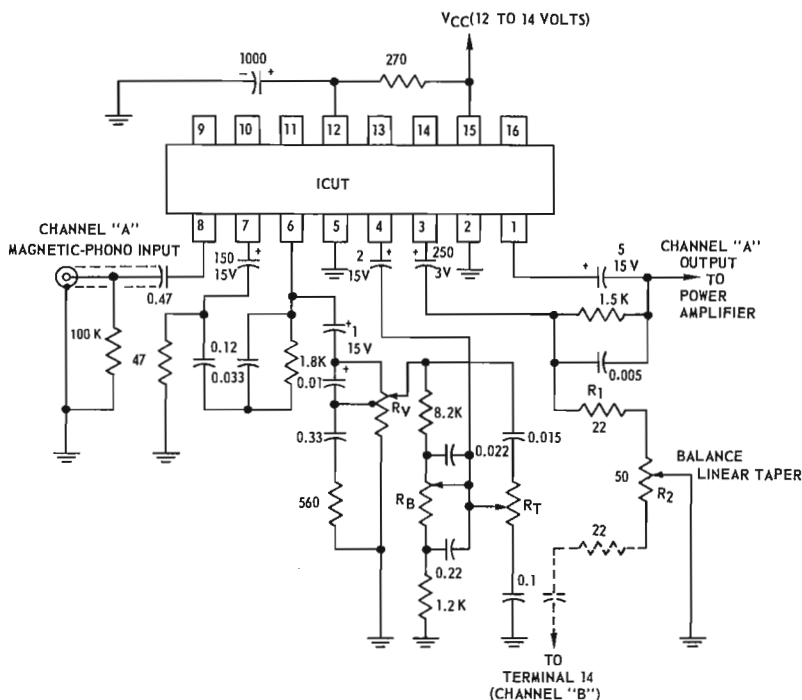 VCC(12 TO 14 VOLTS)
1000
- +
270
9 10 11 12 13 14 15 16
ICUT
8 7 6 5 4 3 2 1
CHANNEL "A"
MAGNETIC-PHONO INPUT
0.47
100 K
47
150
15V
+
0.12
0.033
1.8K
0.01
+1
15 V
+
0.33
560
RV
2
15V
+
+
250
3V
8.2K
0.022
RB
0.22
1.2 K
0.015
RT
0.1
+
5
15 V
CHANNEL "A"
OUTPUT
TO
POWER
AMPLIFIER
1.5 K
0.005
R1
22
50
R2
BALANCE
LINEAR TAPER
22
TO
TERMINAL 14
(CHANNEL "B")